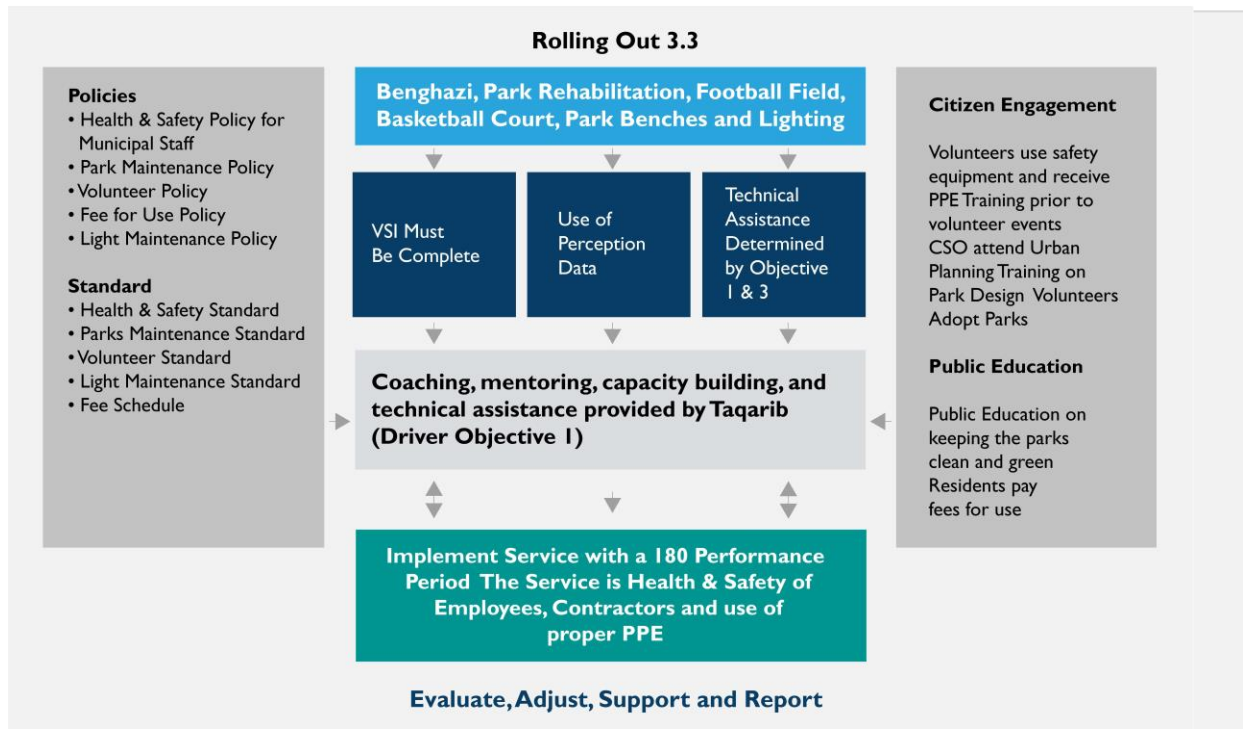 Rolling Out 3.3
Policies
• Health & Safety Policy for
Municipal Staff
• Park Maintenance Policy
• Volunteer Policy
• Fee for Use Policy
• Light Maintenance Policy
Standard
• Health & Safety Standard
• Parks Maintenance Standard
• Volunteer Standard
• Light Maintenance Standard
• Fee Schedule
Benghazi, Park Rehabilitation, Football Field,
Basketball Court, Park Benches and Lighting
VSI Must
Be Complete
Use of
Perception
Data
Technical
Assistance
Determined
by Objective
1 & 3
Coaching, mentoring, capacity building, and
technical assistance provided by Taqarib
(Driver Objective 1)
Implement Service with a 180 Performance
Period The Service is Health & Safety of
Employees, Contractors and use of
proper PPE
Citizen Engagement
Volunteers use safety
equipment and receive
PPE Training prior to
volunteer events
CSO attend Urban
Planning Training on
Park Design Volunteers
Adopt Parks
Public Education
Public Education on
keeping the parks
clean and green
Residents pay
fees for use
Evaluate, Adjust, Support and Report